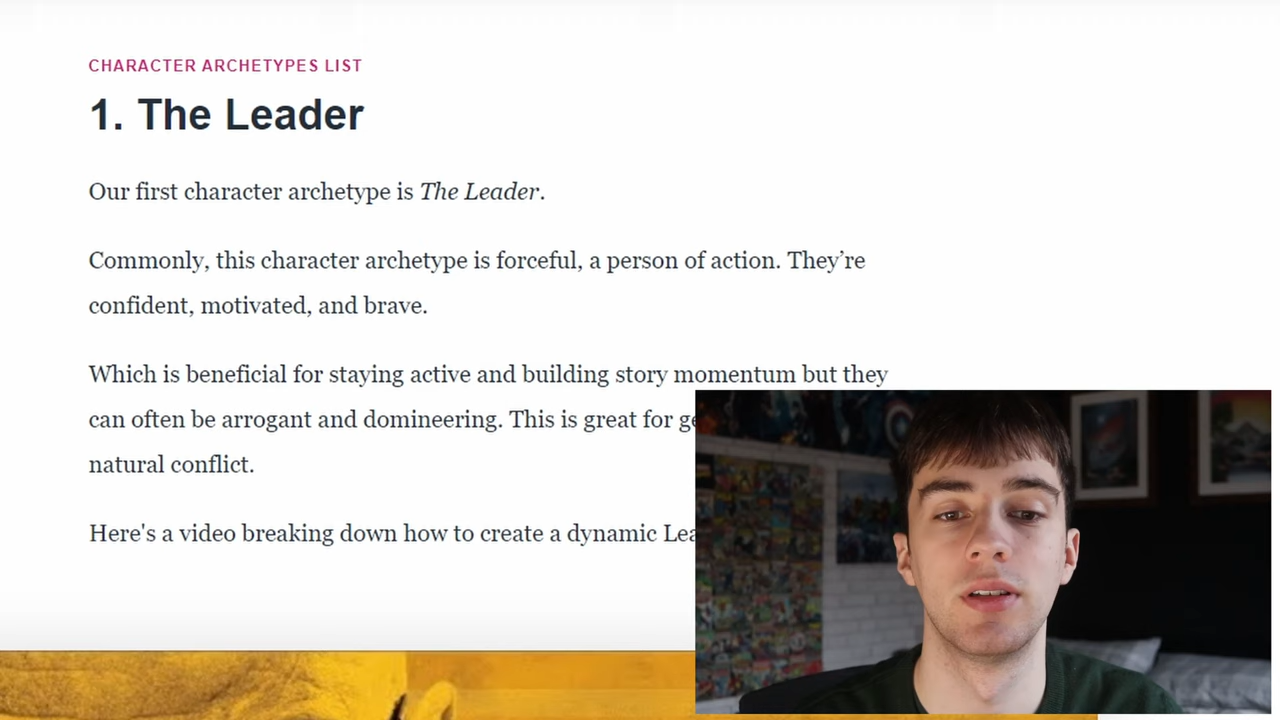 CHARACTER ARCHETYPES LIST
1. The Leader
Our first character archetype is The Leader.
Commonly, this character archetype is forceful, a person of action. They’re
confident, motivated, and brave.
Which is beneficial for staying active and building story momentum but they
can often be arrogant and domineering. This is great for
natural conflict.
Here's a video breaking down how to create a dynamic